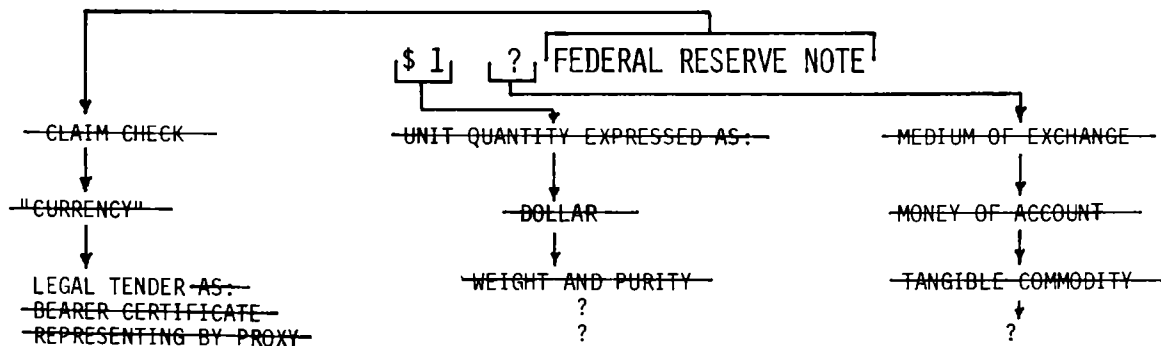 $ 1 ? FEDERAL RESERVE NOTE
CLAIM CHECK
"CURRENCY"
LEGAL TENDER AS:
BEARER CERTIFICATE
REPRESENTING BY PROXY
UNIT QUANTITY EXPRESSED AS:
DOLLAR
WEIGHT AND PURITY
?
?
MEDIUM OF EXCHANGE
MONEY OF ACCOUNT
TANGIBLE COMMODITY
?